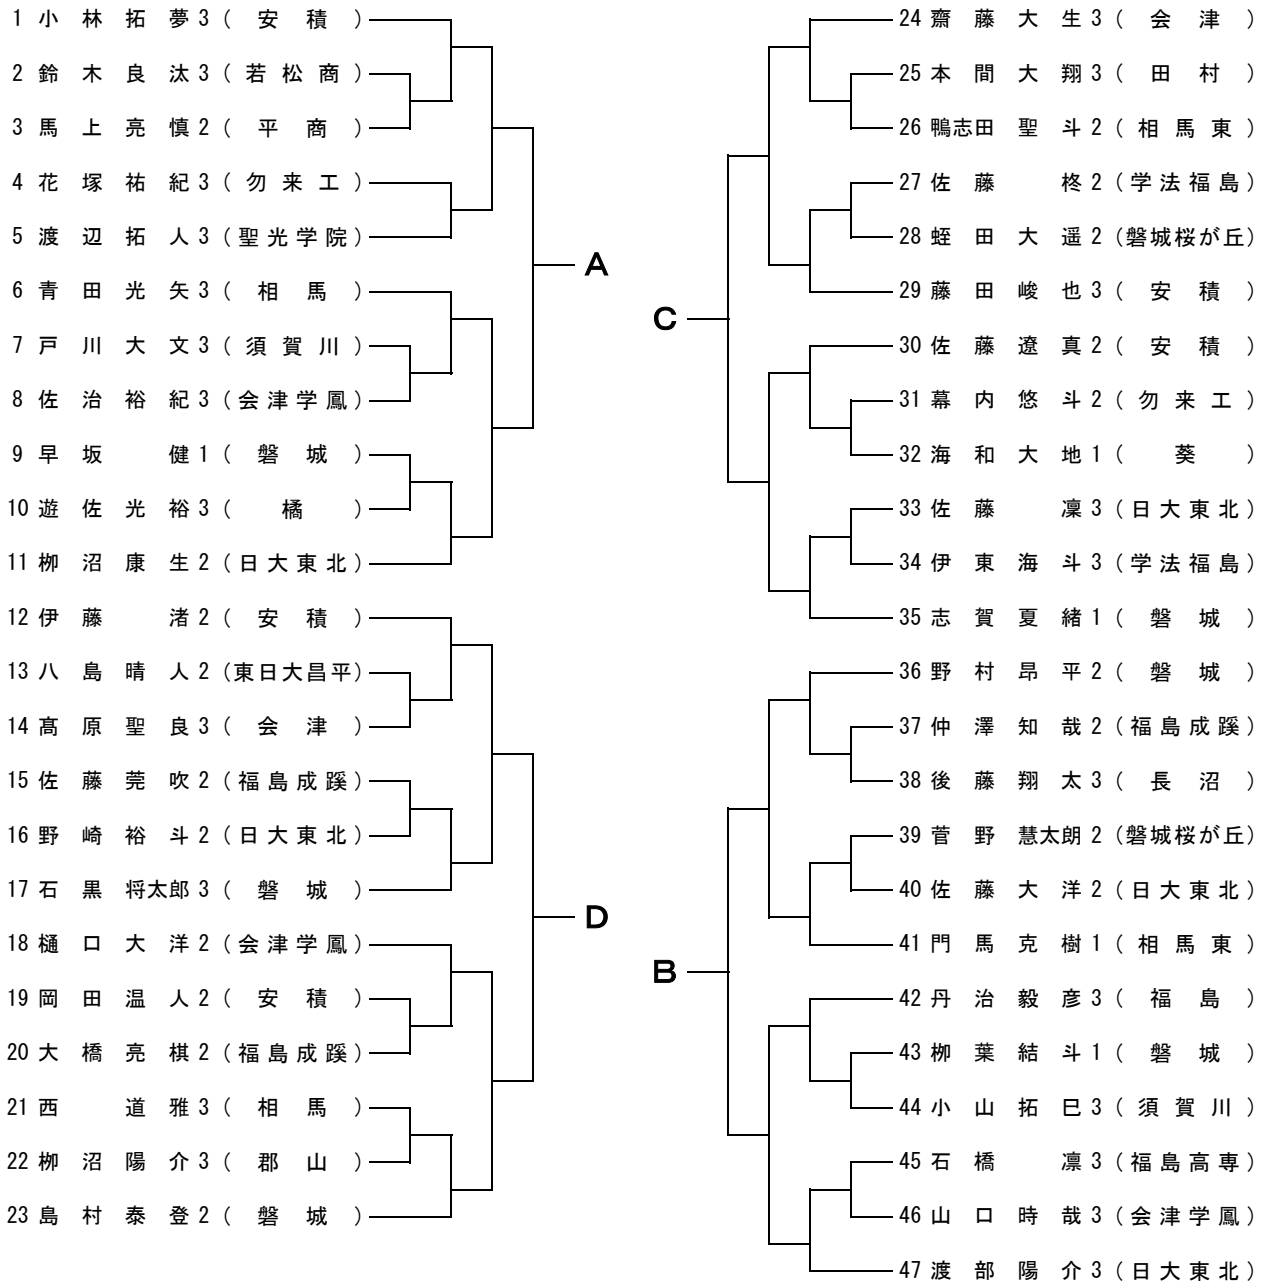 1 小林拓夢 3 (安積)
2 鈴木良汰 3 (若松商)
3 馬上亮慎 2 (平商)
4 花塚祐紀 3 (勿来工)
5 渡辺拓人 3 (聖光学院)
A
6 青田光矢 3 (相馬)
7 戸川大文 3 (須賀川)
8 佐治裕紀 3 (会津学鳳)
9 早坂健 1 (磐城)
10 遊佐光裕 3 (橘)
11 栁沼康生 2 (日大東北)
12 伊藤渚 2 (安積)
13 八島晴人 2 (東日大昌平)
14 髙原聖良 3 (会津)
15 佐藤莞吹 2 (福島成蹊)
16 野崎裕斗 2 (日大東北)
17 石黒将太郎 3 (磐城)
D
18 樋口大洋 2 (会津学鳳)
19 岡田温人 2 (安積)
20 大橋亮棋 2 (福島成蹊)
21 西道雅 3 (相馬)
22 栁沼陽介 3 (郡山)
23 島村泰登 2 (磐城)
24 齋藤大生 3 (会津)
25 本間大翔 3 (田村)
26 鴨志田聖斗 2 (相馬東)
27 佐藤柊 2 (学法福島)
28 蛭田大遥 2 (磐城桜が丘)
29 藤田峻也 3 (安積)
C
30 佐藤遼真 2 (安積)
31 幕内悠斗 2 (勿来工)
32 海和大地 1 (葵)
33 佐藤凜 3 (日大東北)
34 伊東海斗 3 (学法福島)
35 志賀夏緒 1 (磐城)
36 野村昂平 2 (磐城)
37 仲澤知哉 2 (福島成蹊)
38 後藤翔太 3 (長沼)
39 菅野慧太朗 2 (磐城桜が丘)
40 佐藤大洋 2 (日大東北)
41 門馬克樹 1 (相馬東)
B
42 丹治毅彦 3 (福島)
43 栁葉結斗 1 (磐城)
44 小山拓巳 3 (須賀川)
45 石橋凛 3 (福島高専)
46 山口時哉 3 (会津学鳳)
47 渡部陽介 3 (日大東北)